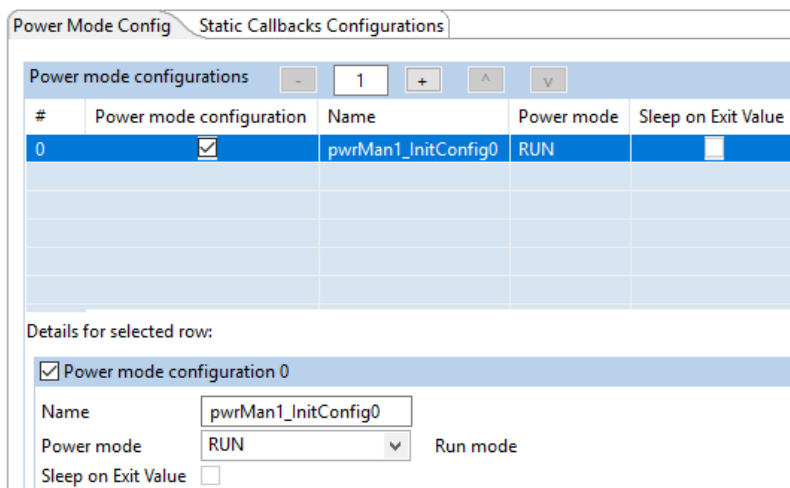 Power Mode Config Static Callbacks Configurations
Power mode configurations - 1 + ^ v
# Power mode configuration Name Power mode Sleep on Exit Value
0 pwrMan1_InitConfig0 RUN
Details for selected row:
Power mode configuration 0
Name pwrMan1_InitConfig0
Power mode RUN Run mode
Sleep on Exit Value